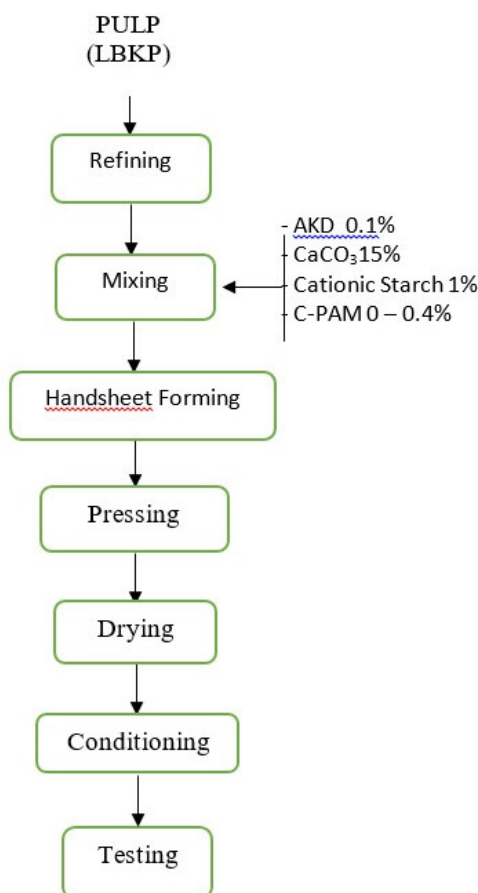 PULP
(LBKP)
Refining
Mixing
- AKD 0.1%
- CaCO₃15%
- Cationic Starch 1%
- C-PAM 0 – 0.4%
Handsheet Forming
Pressing
Drying
Conditioning
Testing